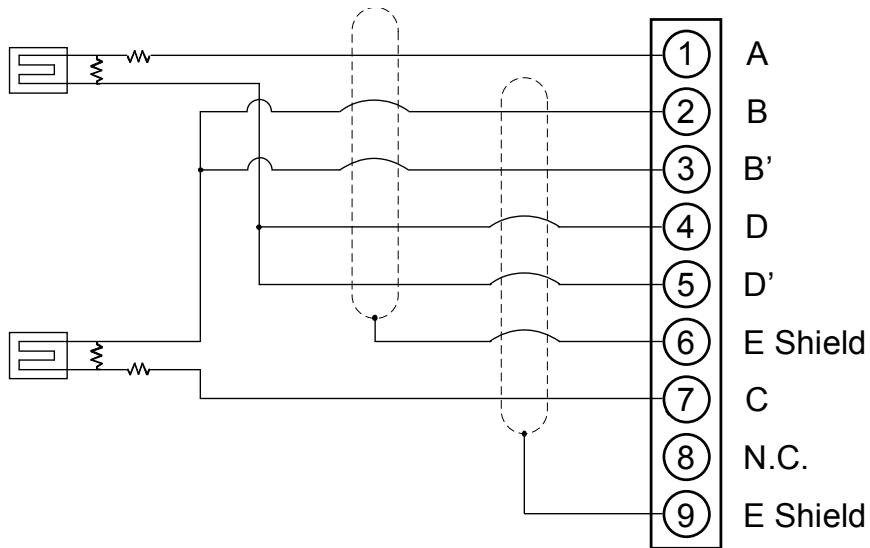 1 A
2 B
3 B’
4 D
5 D’
6 E Shield
7 C
8 N.C.
9 E Shield